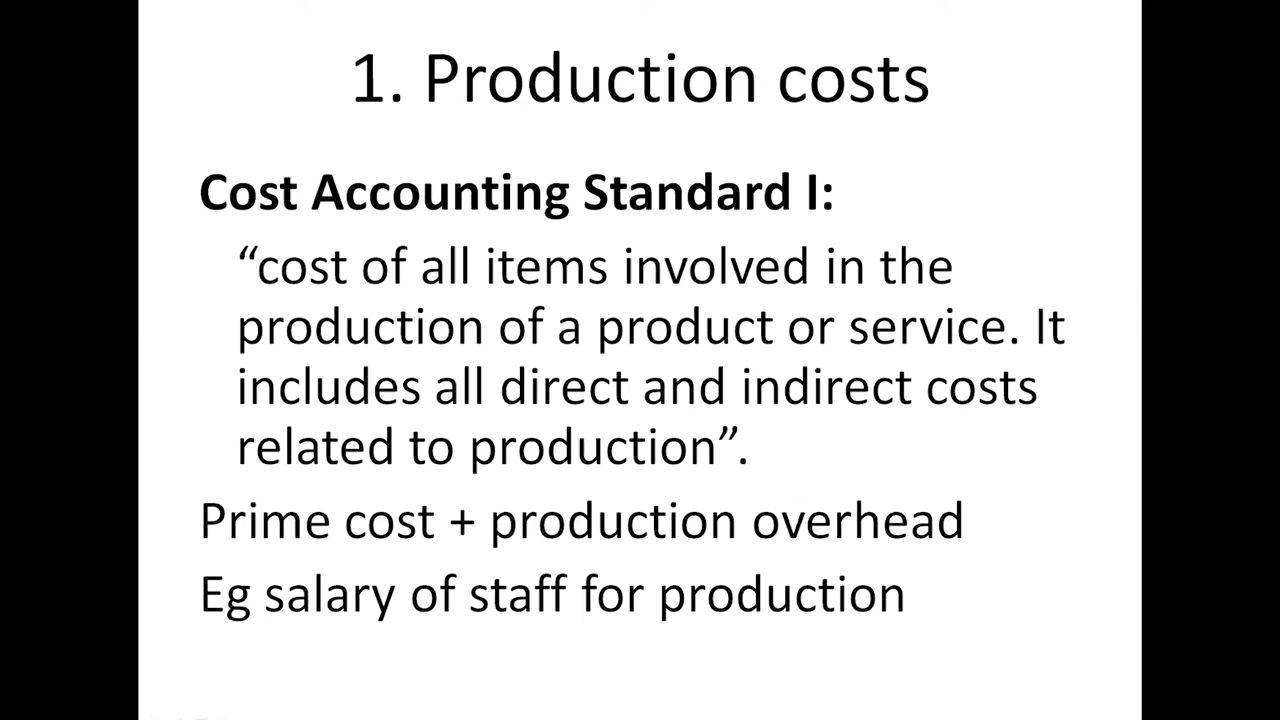 1. Production costs
Cost Accounting Standard I:
“cost of all items involved in the
production of a product or service. It
includes all direct and indirect costs
related to production”.
Prime cost + production overhead
Eg salary of staff for production